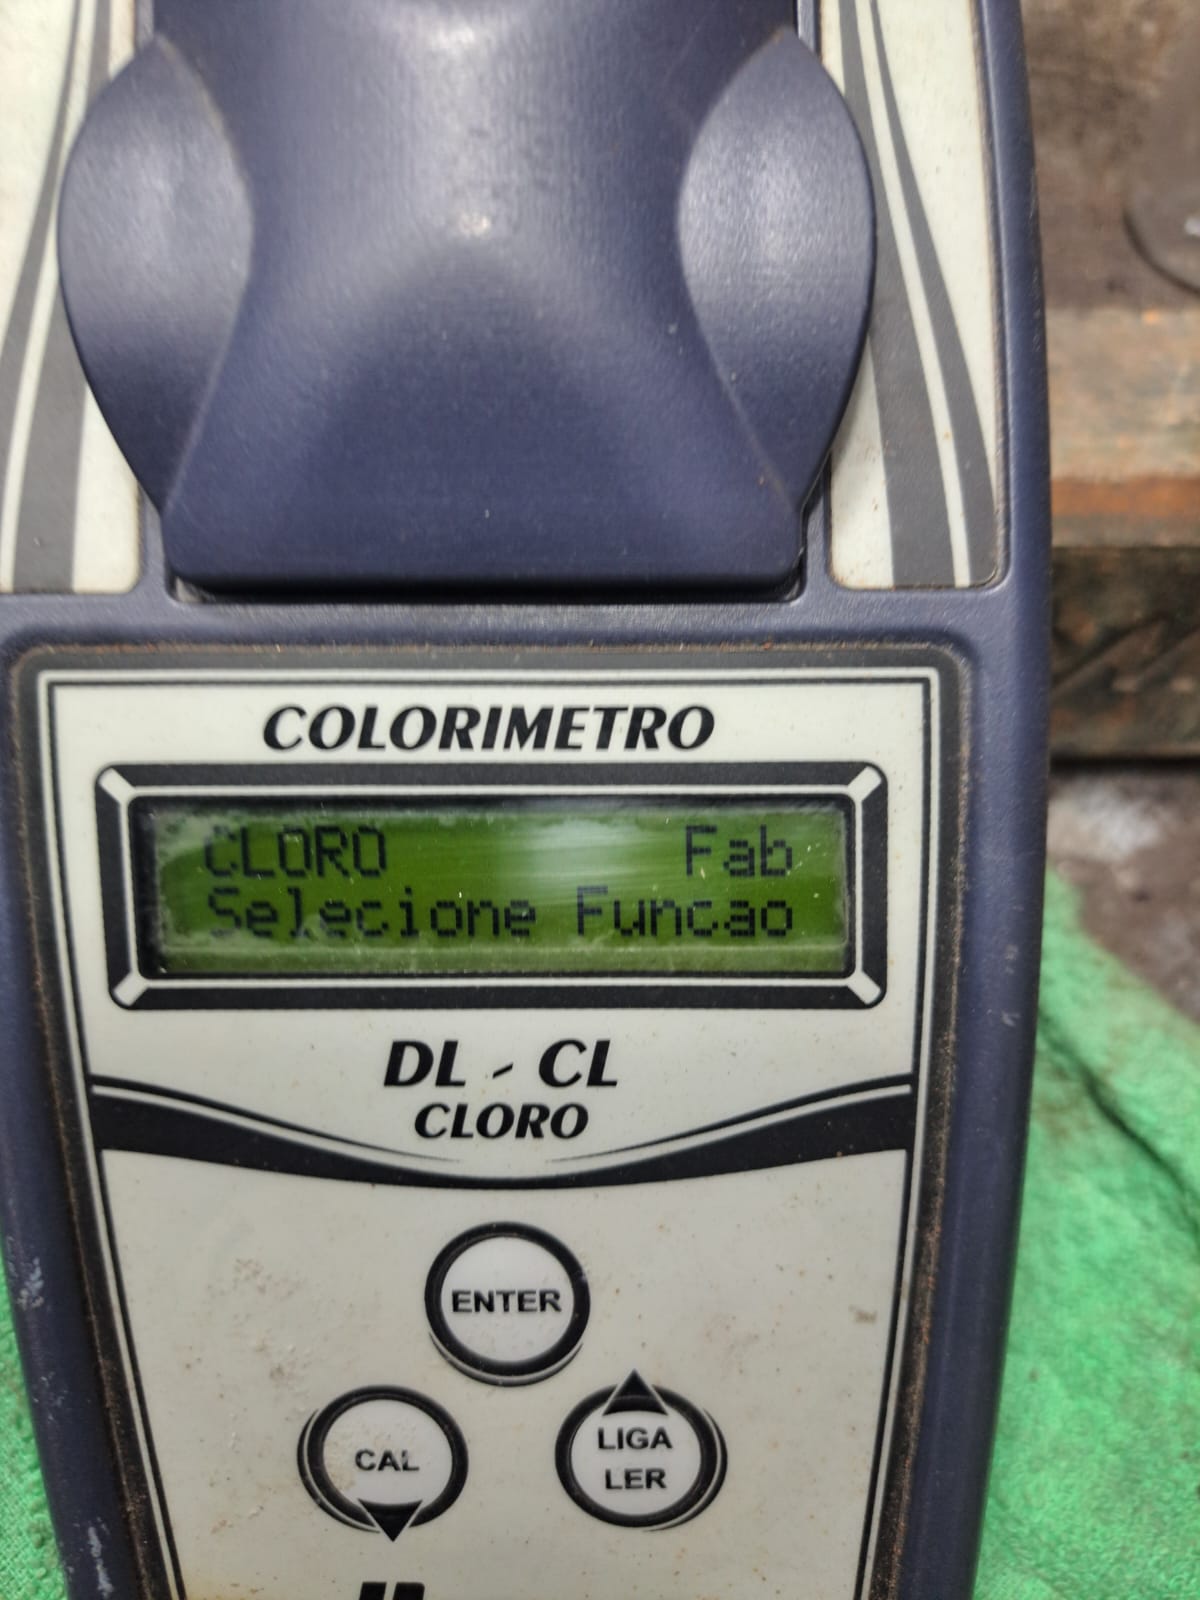 COLORIMETRO
CLORO Fab
Selecione Funcao
DL - CL
CLORO
ENTER
CAL
LIGA
LER